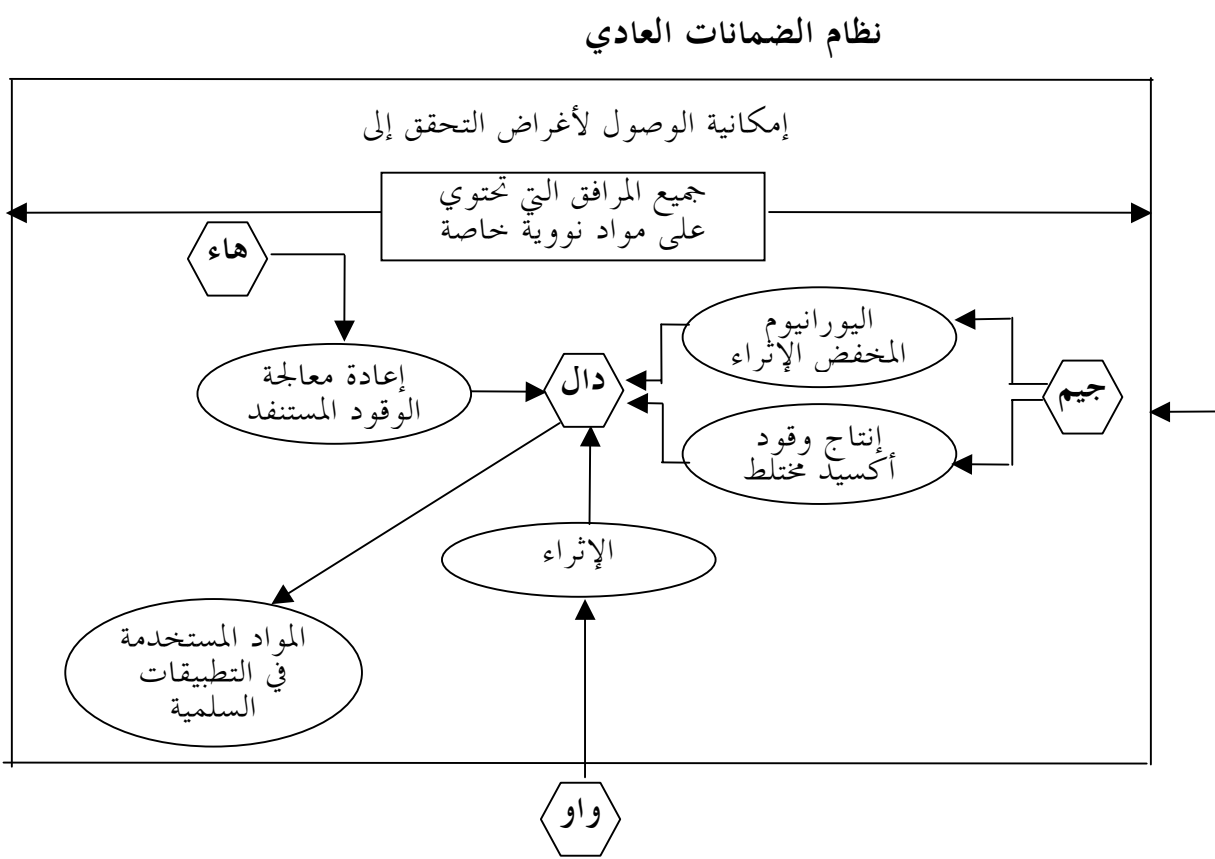 نظام الضمانات العادي
إمكانية الوصول لأغراض التحقق إلى
جميع المرافق التي تحتوي
على مواد نووية خاصة
هاء
اليورانيوم
المخفض الإثراء
إعادة معالجة
الوقود المستنفد
دال
جيم
إنتاج وقود
أكسيد مختلط
الإثراء
المواد المستخدمة
في التطبيقات
السلمية
واو